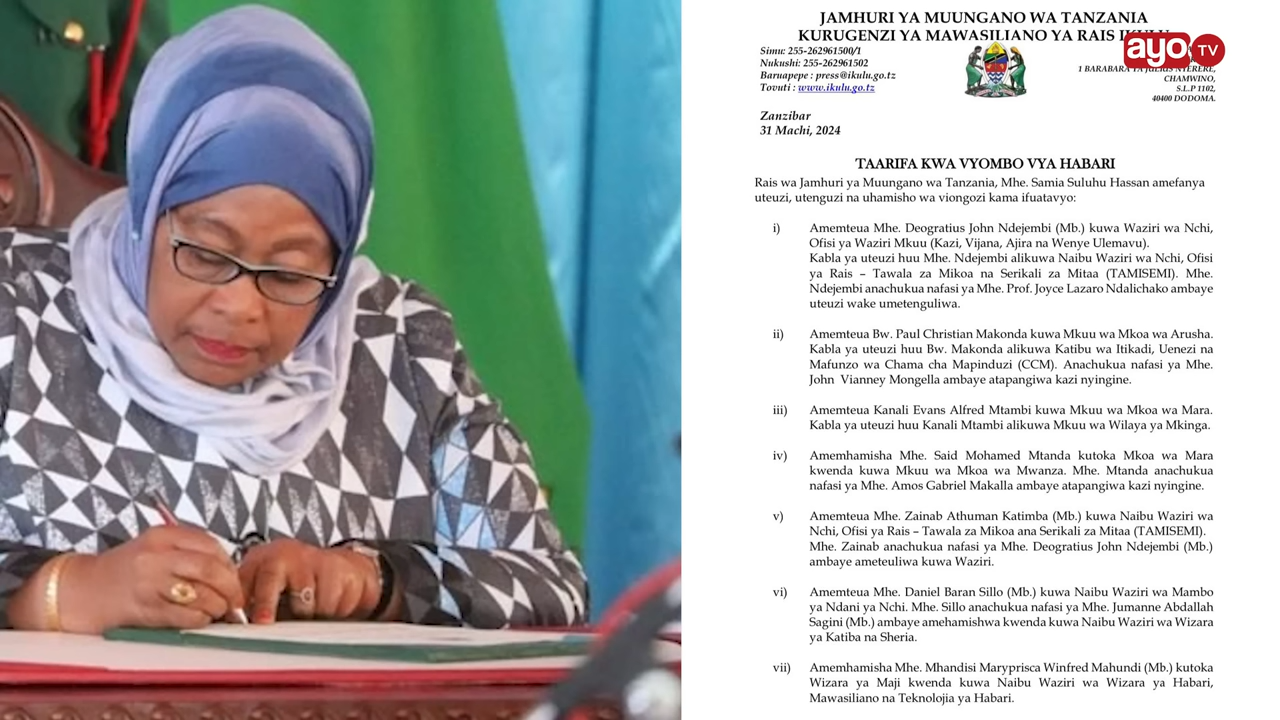 JAMHURI YA MUUNGANO WA TANZANIA
KURUGENZI YA MAWASILIANO YA RAIS IKULU
ayo TV
Simu: 255-262961500/1
Nukushi: 255-262961502
Baruapepe : press@ikulu.go.tz
Tovuti : www.ikulu.go.tz
1 BARABARA YA JULIUS NYERERE,
CHAMWINO,
S.L.P 1102,
40400 DODOMA.
Zanzibar
31 Machi, 2024
TAARIFA KWA VYOMBO VYA HABARI
Rais wa Jamhuri ya Muungano wa Tanzania, Mhe. Samia Suluhu Hassan amefanya
uteuzi, utenguzi na uhamisho wa viongozi kama ifuatavyo:
i) Amemteua Mhe. Deogratius John Ndejembi (Mb.) kuwa Waziri wa Nchi,
Ofisi ya Waziri Mkuu (Kazi, Vijana, Ajira na Wenye Ulemavu).
Kabla ya uteuzi huu Mhe. Ndejembi alikuwa Naibu Waziri wa Nchi, Ofisi
ya Rais – Tawala za Mikoa na Serikali za Mitaa (TAMISEMI). Mhe.
Ndejembi anachukua nafasi ya Mhe. Prof. Joyce Lazaro Ndalichako ambaye
uteuzi wake umetenguliwa.
ii) Amemteua Bw. Paul Christian Makonda kuwa Mkuu wa Mkoa wa Arusha.
Kabla ya uteuzi huu Bw. Makonda alikuwa Katibu wa Itikadi, Uenezi na
Mafunzo wa Chama cha Mapinduzi (CCM). Anachukua nafasi ya Mhe.
John Vianney Mongella ambaye atapangiwa kazi nyingine.
iii) Amemteua Kanali Evans Alfred Mtambi kuwa Mkuu wa Mkoa wa Mara.
Kabla ya uteuzi huu Kanali Mtambi alikuwa Mkuu wa Wilaya ya Mkinga.
iv) Amemhamisha Mhe. Said Mohamed Mtanda kutoka Mkoa wa Mara
kwenda kuwa Mkuu wa Mkoa wa Mwanza. Mhe. Mtanda anachukua
nafasi ya Mhe. Amos Gabriel Makalla ambaye atapangiwa kazi nyingine.
v) Amemteua Mhe. Zainab Athuman Katimba (Mb.) kuwa Naibu Waziri wa
Nchi, Ofisi ya Rais – Tawala za Mikoa ana Serikali za Mitaa (TAMISEMI).
Mhe. Zainab anachukua nafasi ya Mhe. Deogratius John Ndejembi (Mb.)
ambaye ameteuliwa kuwa Waziri.
vi) Amemteua Mhe. Daniel Baran Sillo (Mb.) kuwa Naibu Waziri wa Mambo
ya Ndani ya Nchi. Mhe. Sillo anachukua nafasi ya Mhe. Jumanne Abdallah
Sagini (Mb.) ambaye amehamishwa kwenda kuwa Naibu Waziri wa Wizara
ya Katiba na Sheria.
vii) Amemhamisha Mhe. Mhandisi Maryprisca Winfred Mahundi (Mb.) kutoka
Wizara ya Maji kwenda kuwa Naibu Waziri wa Wizara ya Habari,
Mawasiliano na Teknolojia ya Habari.